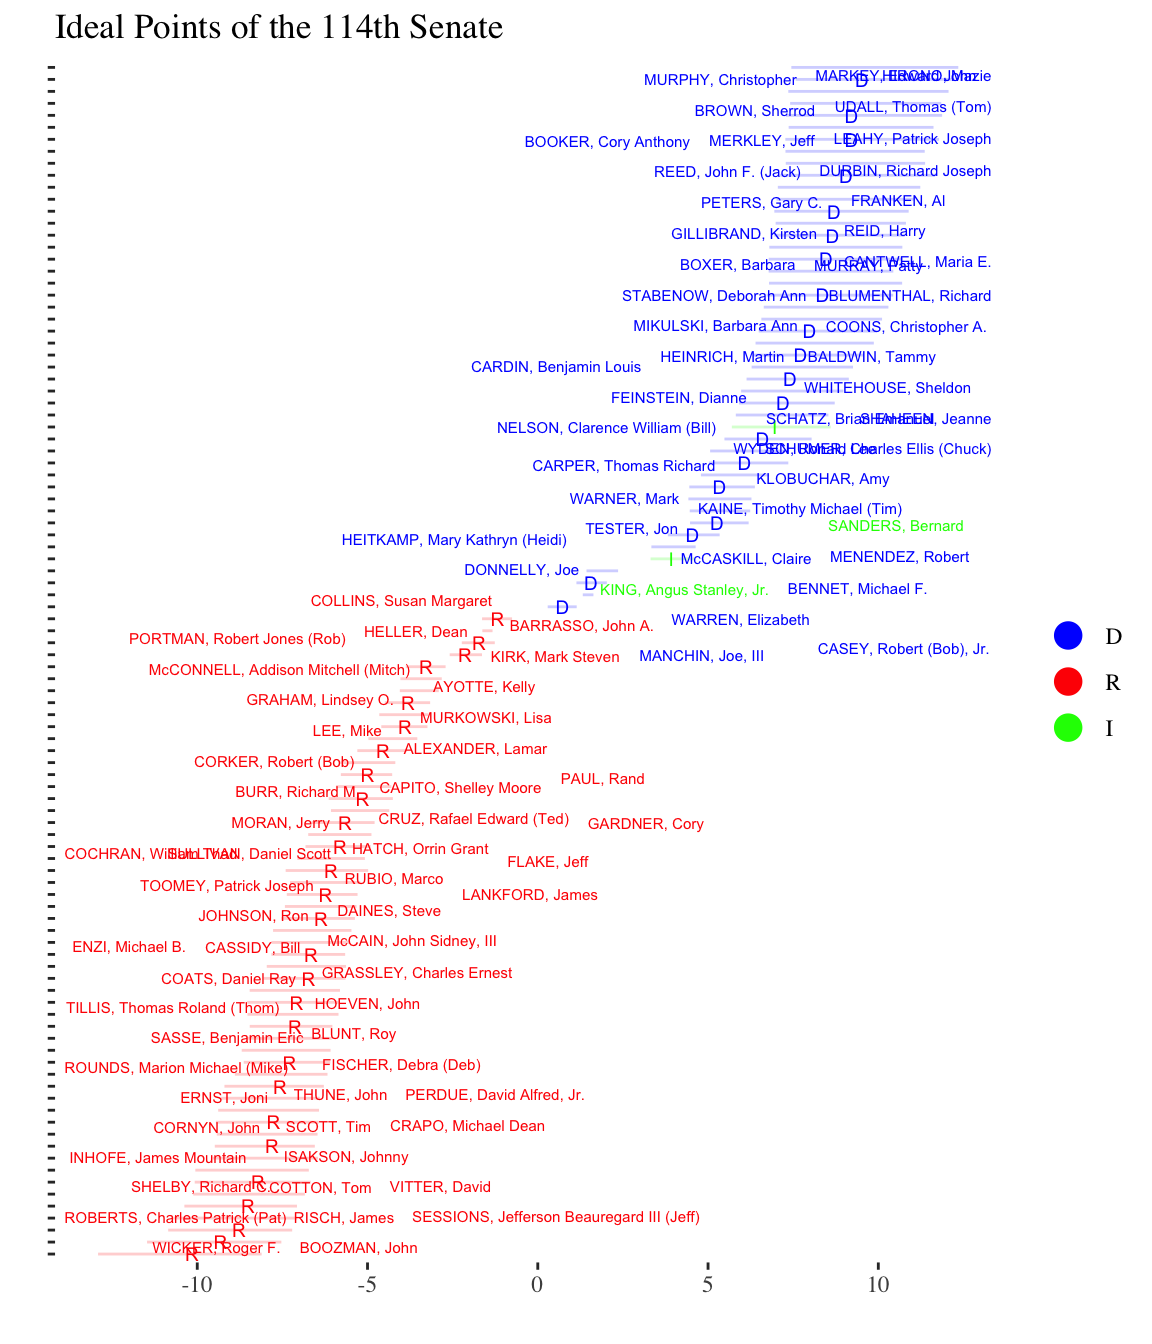 Ideal Points of the 114th Senate
MURPHY, Christopher D MARKEY, Edward John HIRONO, Mazie
BROWN, Sherrod D UDALL, Thomas (Tom)
BOOKER, Cory Anthony MERKLEY, Jeff D LEAHY, Patrick Joseph
REED, John F. (Jack) D DURBIN, Richard Joseph
PETERS, Gary C. D FRANKEN, Al
GILLIBRAND, Kirsten D REID, Harry
BOXER, Barbara D MURRAY, Patty CANTWELL, Maria E.
STABENOW, Deborah Ann D BLUMENTHAL, Richard
MIKULSKI, Barbara Ann D COONS, Christopher A.
HEINRICH, Martin D BALDWIN, Tammy
CARDIN, Benjamin Louis D
WHITEHOUSE, Sheldon
FEINSTEIN, Dianne D
SCHATZ, Brian Emanuel SHAHEEN, Jeanne
NELSON, Clarence William (Bill) I
D
WYDEN, Ronald Lee SCHUMER, Charles Ellis (Chuck)
CARPER, Thomas Richard D
KLOBUCHAR, Amy
D
WARNER, Mark
KAINE, Timothy Michael (Tim)
TESTER, Jon D SANDERS, Bernard
HEITKAMP, Mary Kathryn (Heidi) D
I McCASKILL, Claire MENENDEZ, Robert
DONNELLY, Joe
D KING, Angus Stanley, Jr. BENNET, Michael F.
COLLINS, Susan Margaret D
R BARRASSO, John A. WARREN, Elizabeth
HELLER, Dean
PORTMAN, Robert Jones (Rob) R
R KIRK, Mark Steven MANCHIN, Joe, III CASEY, Robert (Bob), Jr.
McCONNELL, Addison Mitchell (Mitch) R
AYOTTE, Kelly
GRAHAM, Lindsey O. R
MURKOWSKI, Lisa
LEE, Mike R
R ALEXANDER, Lamar
CORKER, Robert (Bob) R
PAUL, Rand
BURR, Richard M. R CAPITO, Shelley Moore
MORAN, Jerry R CRUZ, Rafael Edward (Ted) GARDNER, Cory
COCHRAN, William Thad SULLIVAN, Daniel Scott R HATCH, Orrin Grant
FLAKE, Jeff
R RUBIO, Marco
TOOMEY, Patrick Joseph R LANKFORD, James
JOHNSON, Ron R DAINES, Steve
ENZI, Michael B. CASSIDY, Bill R McCAIN, John Sidney, III
COATS, Daniel Ray R GRASSLEY, Charles Ernest
TILLIS, Thomas Roland (Thom) R HOEVEN, John
SASSE, Benjamin Eric R BLUNT, Roy
ROUNDS, Marion Michael (Mike) R FISCHER, Debra (Deb)
R
ERNST, Joni THUNE, John PERDUE, David Alfred, Jr.
CORNYN, John R SCOTT, Tim CRAPO, Michael Dean
INHOFE, James Mountain R ISAKSON, Johnny
SHELBY, Richard C. R COTTON, Tom VITTER, David
R
ROBERTS, Charles Patrick (Pat) RISCH, James SESSIONS, Jefferson Beauregard III (Jeff)
R
R
WICKER, Roger F. R BOOZMAN, John
-10 -5 0 5 10
D
R
I